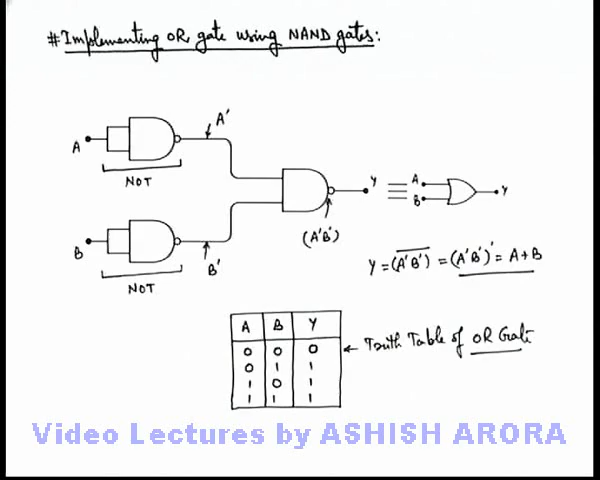 # Implementing OR gate using NAND gates:
A'
A
NOT
Y
A
B
Y
(A'B')
B
B'
NOT
Y = (A'B')‾ = (A'B')' = A+B
A B Y
0 0 0
0 1 1
1 0 1
1 1 1
← Truth Table of OR Gate
Video Lectures by ASHISH ARORA